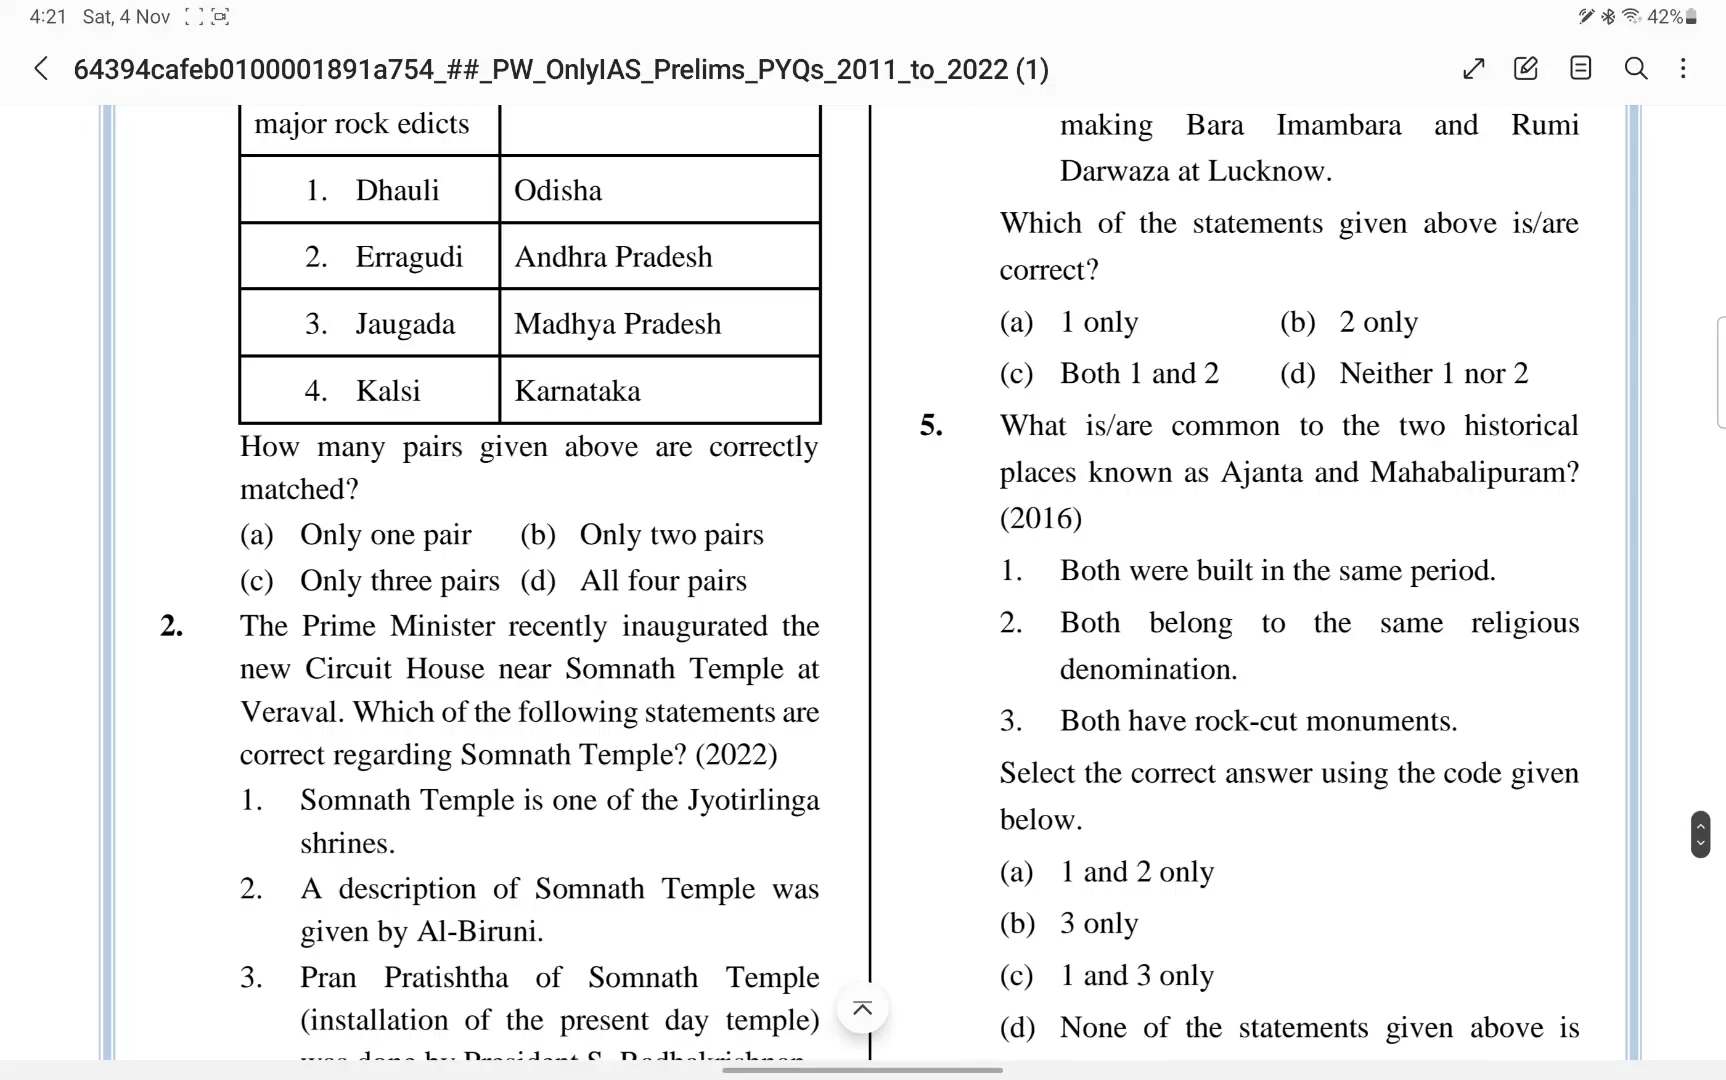 4:21 Sat, 4 Nov
42%
64394cafeb0100001891a754_##_PW_OnlyIAS_Prelims_PYQs_2011_to_2022 (1)
major rock edicts
1. Dhauli Odisha
2. Erragudi Andhra Pradesh
3. Jaugada Madhya Pradesh
4. Kalsi Karnataka
How many pairs given above are correctly
matched?
(a) Only one pair (b) Only two pairs
(c) Only three pairs (d) All four pairs
2. The Prime Minister recently inaugurated the
new Circuit House near Somnath Temple at
Veraval. Which of the following statements are
correct regarding Somnath Temple? (2022)
1. Somnath Temple is one of the Jyotirlinga
shrines.
2. A description of Somnath Temple was
given by Al-Biruni.
3. Pran Pratishtha of Somnath Temple
(installation of the present day temple)
was done by President S. Radhakrishnan.
making Bara Imambara and Rumi
Darwaza at Lucknow.
Which of the statements given above is/are
correct?
(a) 1 only (b) 2 only
(c) Both 1 and 2 (d) Neither 1 nor 2
5. What is/are common to the two historical
places known as Ajanta and Mahabalipuram?
(2016)
1. Both were built in the same period.
2. Both belong to the same religious
denomination.
3. Both have rock-cut monuments.
Select the correct answer using the code given
below.
(a) 1 and 2 only
(b) 3 only
(c) 1 and 3 only
(d) None of the statements given above is